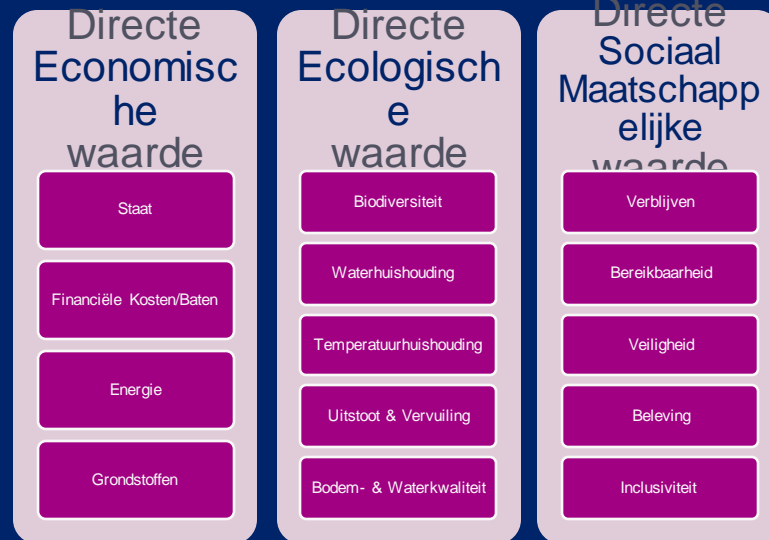 Directe
Economisc
he
waarde
Staat
Financiële Kosten/Baten
Energie
Grondstoffen
Directe
Ecologisch
e
waarde
Biodiversiteit
Waterhuishouding
Temperatuurhuishouding
Uitstoot & Vervuiling
Bodem- & Waterkwaliteit
Directe
Sociaal
Maatschapp
elijke
waarde
Verblijven
Bereikbaarheid
Veiligheid
Beleving
Inclusiviteit